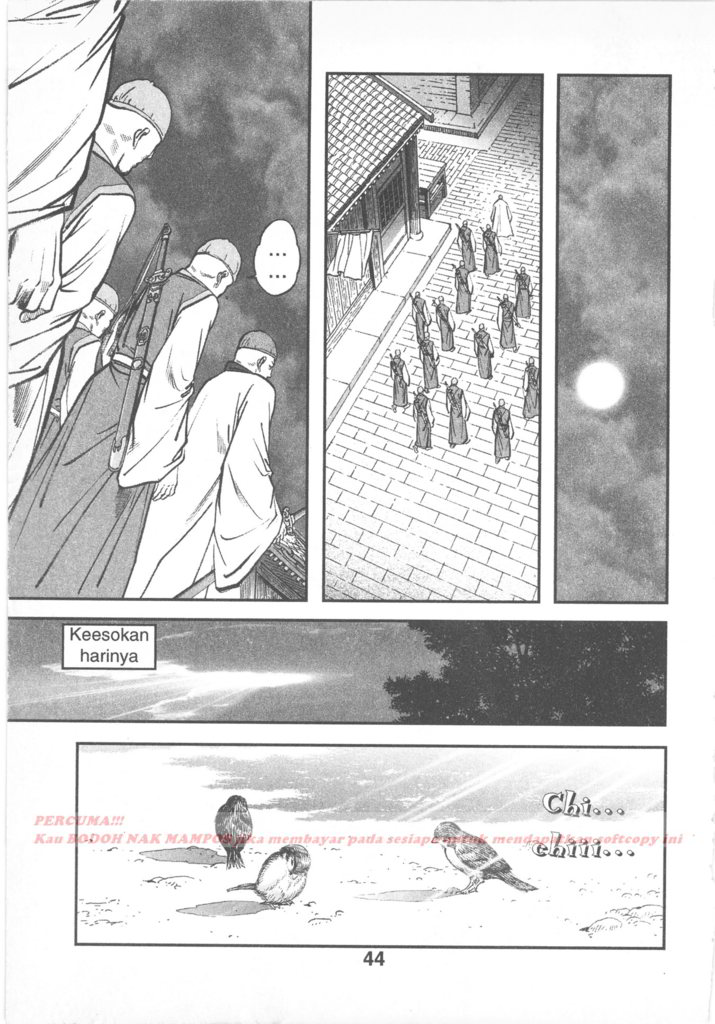 ...
...
Keesokan
harinya
Chi...
chiii...
PERCUMA!!!
Kau BODOH NAK MAMPOS jika membayar pada sesiapa untuk mendapatkan softcopy ini
44